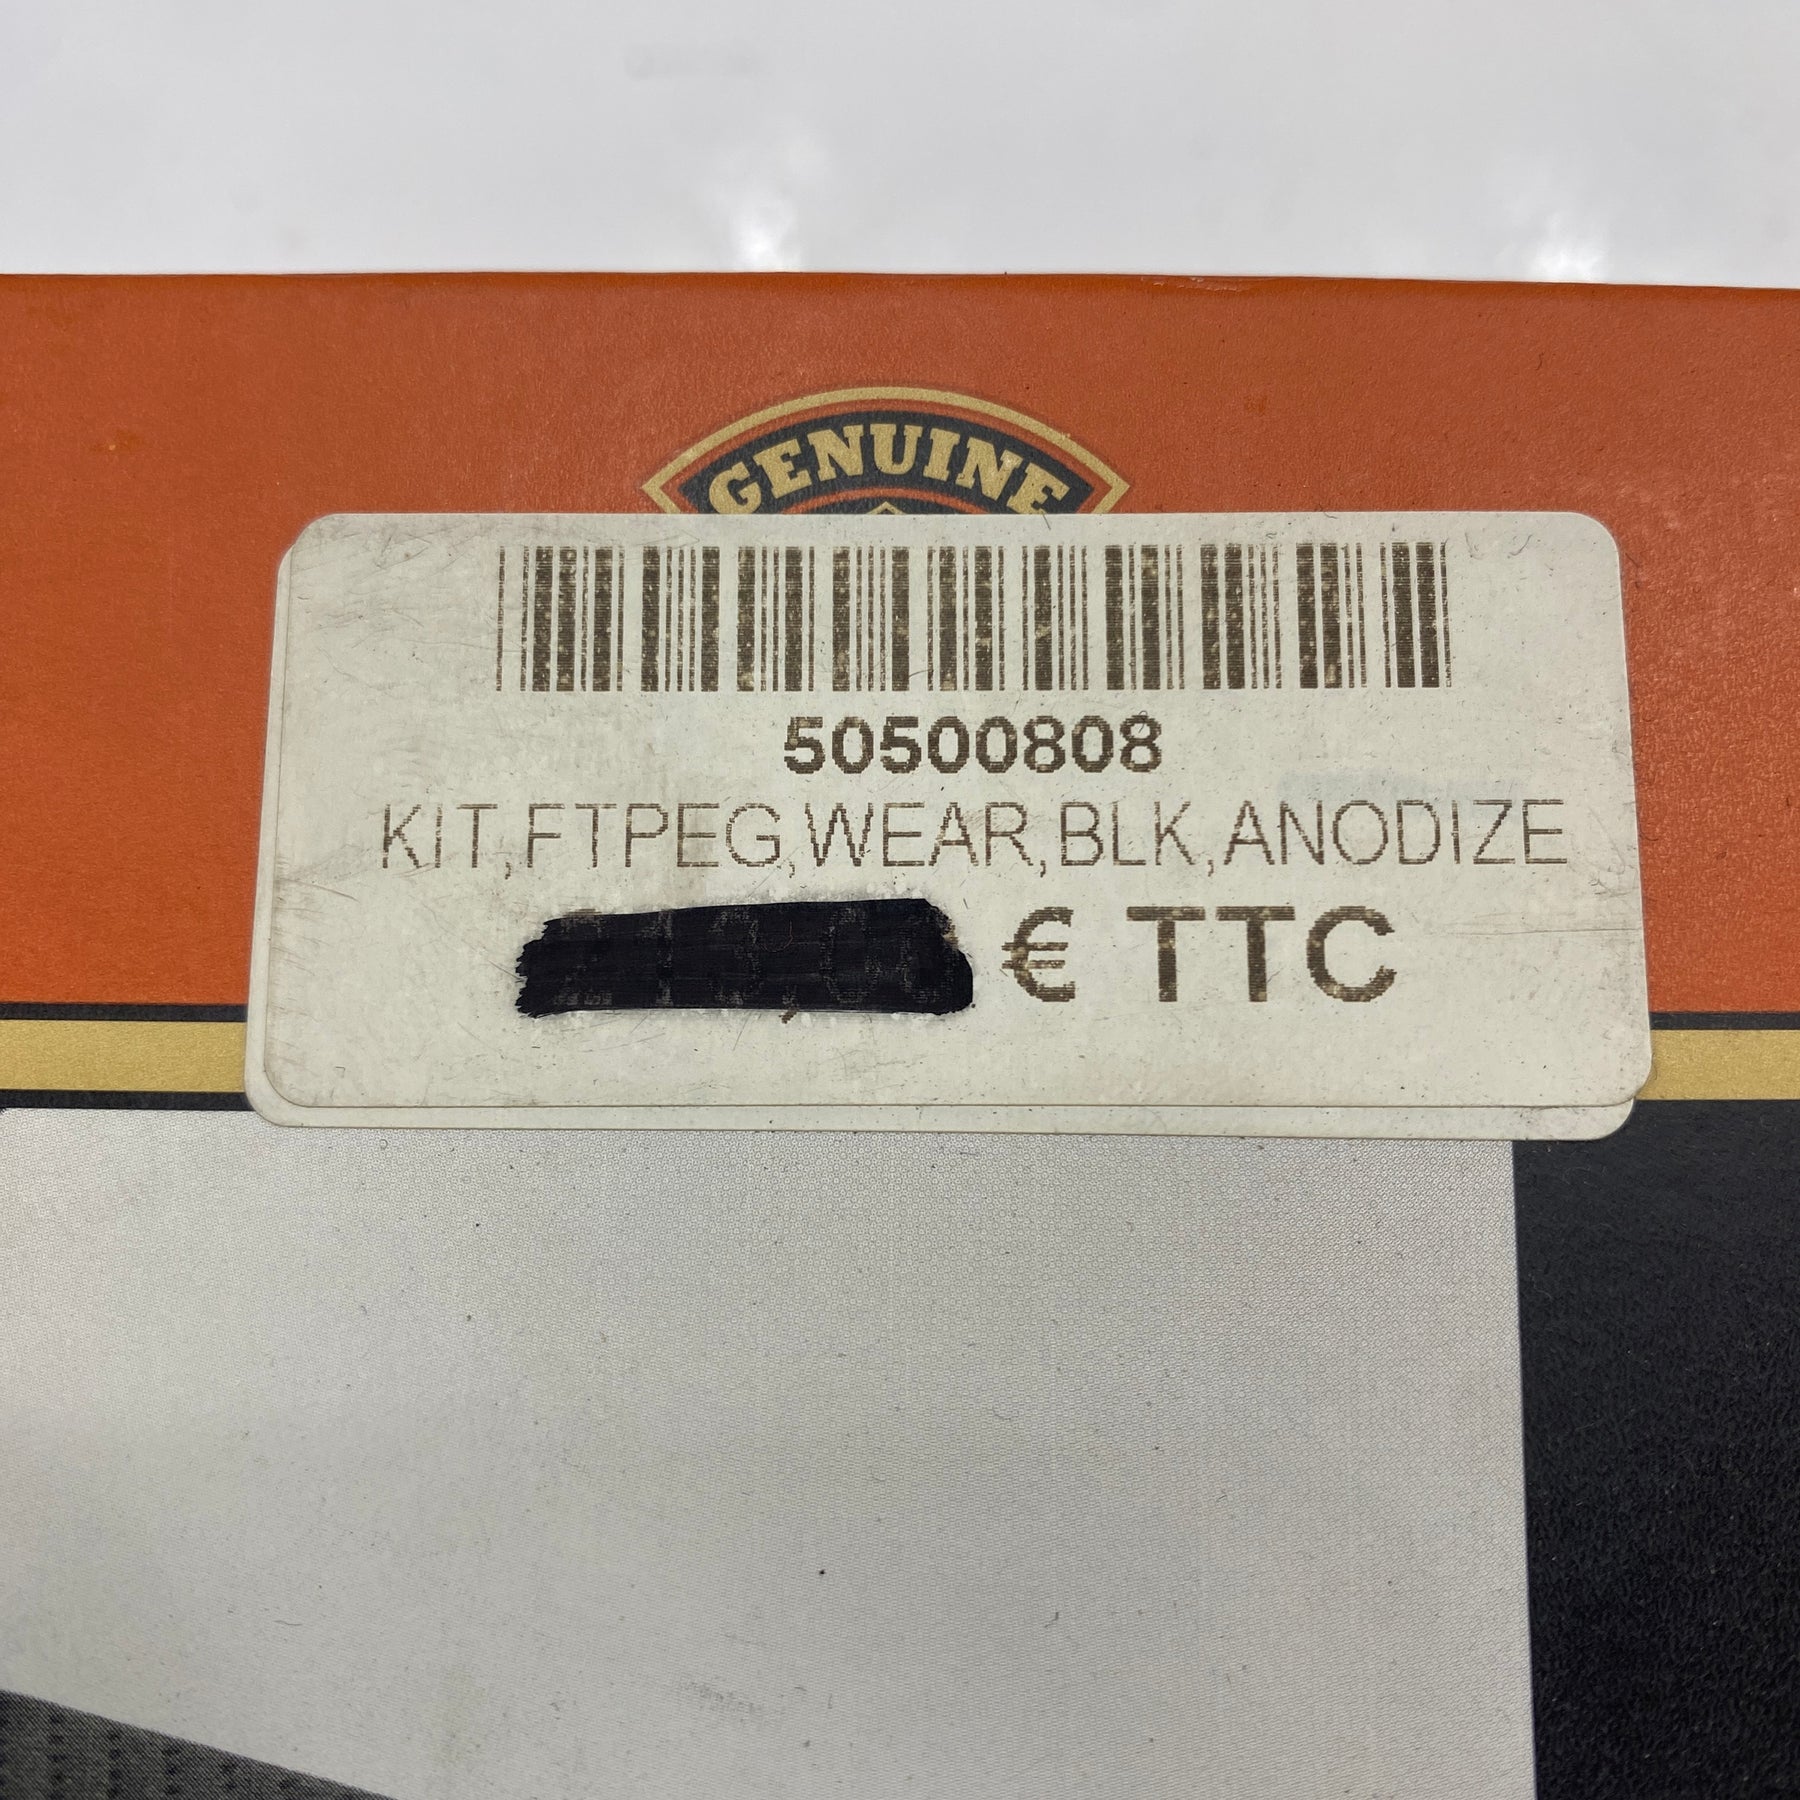 GENUINE
50500808
KIT,FTPEG,WEAR,BLK,ANODIZE
€ TTC